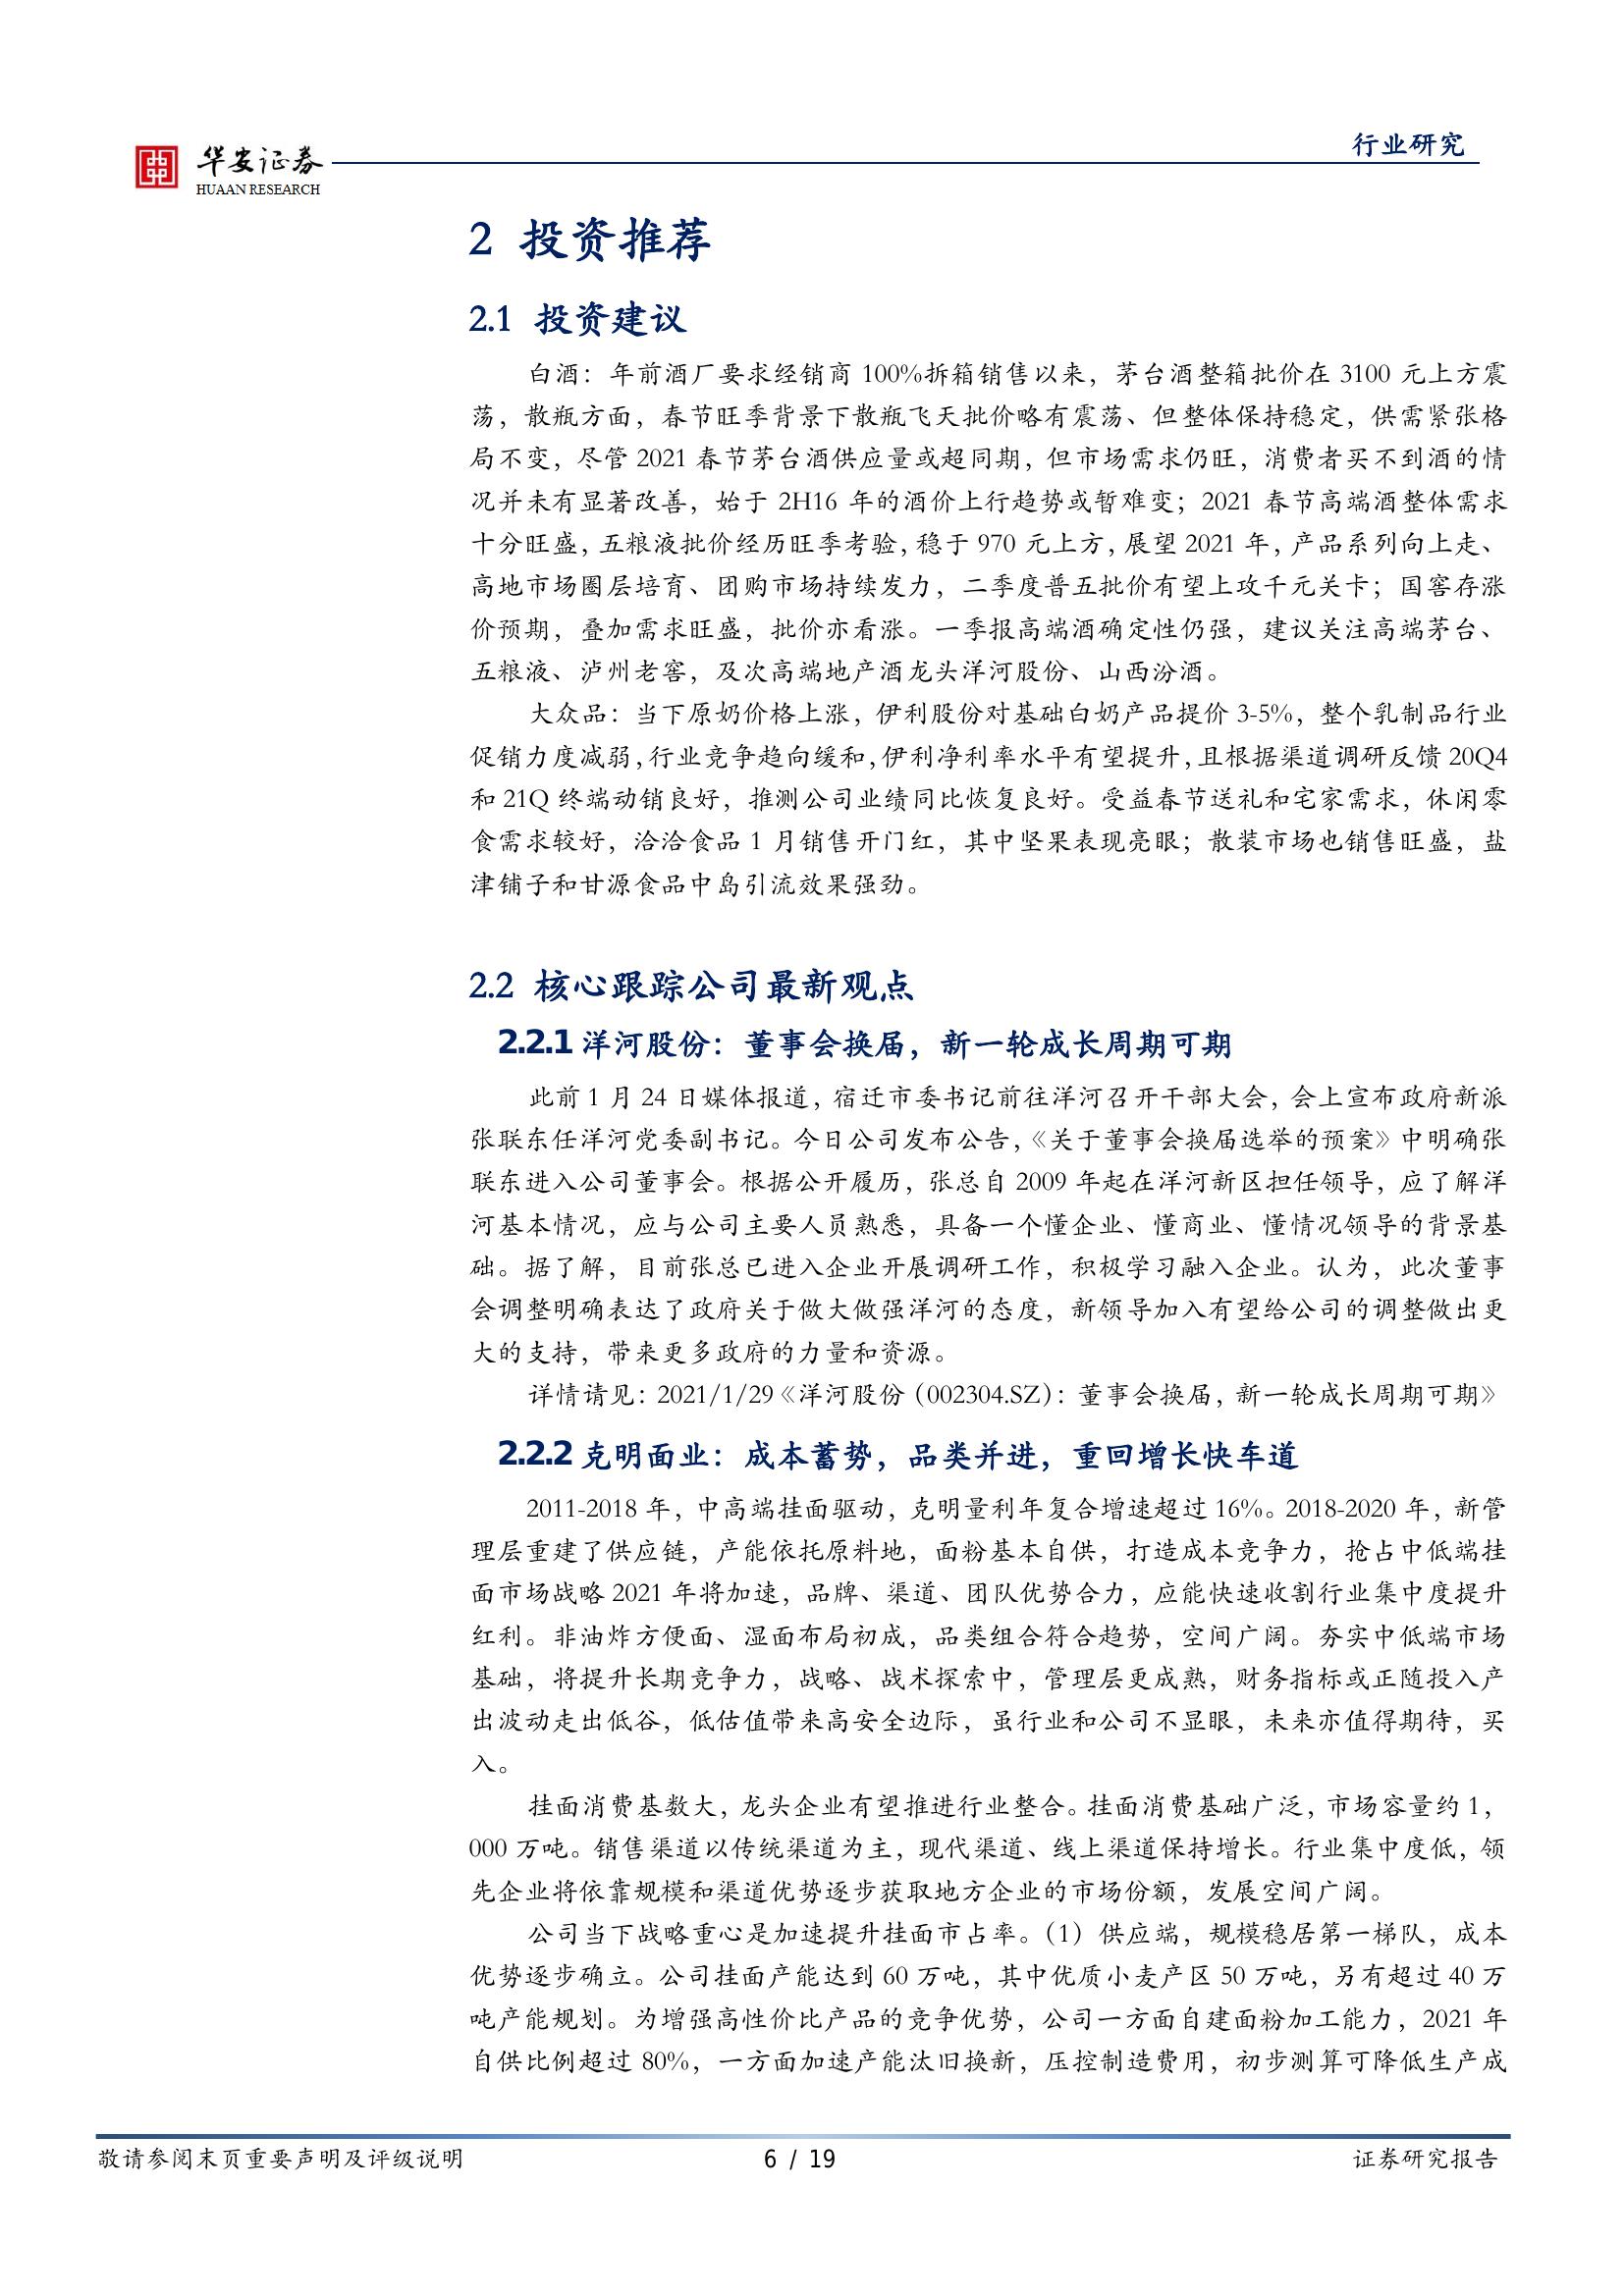 华安证券
HUAAN RESEARCH
行业研究
2 投资推荐
2.1 投资建议
白酒：年前酒厂要求经销商 100%拆箱销售以来，茅台酒整箱批价在 3100 元上方震
荡，散瓶方面，春节旺季背景下散瓶飞天批价略有震荡、但整体保持稳定，供需紧张格
局不变，尽管 2021 春节茅台酒供应量或超同期，但市场需求仍旺，消费者买不到酒的情
况并未有显著改善，始于 2H16 年的酒价上行趋势或暂难变；2021 春节高端酒整体需求
十分旺盛，五粮液批价经历旺季考验，稳于 970 元上方，展望 2021 年，产品系列向上走、
高地市场圈层培育、团购市场持续发力，二季度普五批价有望上攻千元关卡；国窖存涨
价预期，叠加需求旺盛，批价亦看涨。一季报高端酒确定性仍强，建议关注高端茅台、
五粮液、泸州老窖，及次高端地产酒龙头洋河股份、山西汾酒。
大众品：当下原奶价格上涨，伊利股份对基础白奶产品提价 3-5%，整个乳制品行业
促销力度减弱，行业竞争趋向缓和，伊利净利率水平有望提升，且根据渠道调研反馈 20Q4
和 21Q 终端动销良好，推测公司业绩同比恢复良好。受益春节送礼和宅家需求，休闲零
食需求较好，洽洽食品 1 月销售开门红，其中坚果表现亮眼；散装市场也销售旺盛，盐
津铺子和甘源食品中岛引流效果强劲。
2.2 核心跟踪公司最新观点
2.2.1 洋河股份：董事会换届，新一轮成长周期可期
此前 1 月 24 日媒体报道，宿迁市委书记前往洋河召开干部大会，会上宣布政府新派
张联东任洋河党委副书记。今日公司发布公告，《关于董事会换届选举的预案》中明确张
联东进入公司董事会。根据公开履历，张总自 2009 年起在洋河新区担任领导，应了解洋
河基本情况，应与公司主要人员熟悉，具备一个懂企业、懂商业、懂情况领导的背景基
础。据了解，目前张总已进入企业开展调研工作，积极学习融入企业。认为，此次董事
会调整明确表达了政府关于做大做强洋河的态度，新领导加入有望给公司的调整做出更
大的支持，带来更多政府的力量和资源。
详情请见：2021/1/29《洋河股份（002304.SZ）：董事会换届，新一轮成长周期可期》
2.2.2 克明面业：成本蓄势，品类并进，重回增长快车道
2011-2018 年，中高端挂面驱动，克明量利年复合增速超过 16%。2018-2020 年，新管
理层重建了供应链，产能依托原料地，面粉基本自供，打造成本竞争力，抢占中低端挂
面市场战略 2021 年将加速，品牌、渠道、团队优势合力，应能快速收割行业集中度提升
红利。非油炸方便面、湿面布局初成，品类组合符合趋势，空间广阔。夯实中低端市场
基础，将提升长期竞争力，战略、战术探索中，管理层更成熟，财务指标或正随投入产
出波动走出低谷，低估值带来高安全边际，虽行业和公司不显眼，未来亦值得期待，买
入。
挂面消费基数大，龙头企业有望推进行业整合。挂面消费基础广泛，市场容量约 1，
000 万吨。销售渠道以传统渠道为主，现代渠道、线上渠道保持增长。行业集中度低，领
先企业将依靠规模和渠道优势逐步获取地方企业的市场份额，发展空间广阔。
公司当下战略重心是加速提升挂面市占率。（1）供应端，规模稳居第一梯队，成本
优势逐步确立。公司挂面产能达到 60 万吨，其中优质小麦产区 50 万吨，另有超过 40 万
吨产能规划。为增强高性价比产品的竞争优势，公司一方面自建面粉加工能力，2021 年
自供比例超过 80%，一方面加速产能汰旧换新，压控制造费用，初步测算可降低生产成
敬请参阅末页重要声明及评级说明
6 / 19
证券研究报告